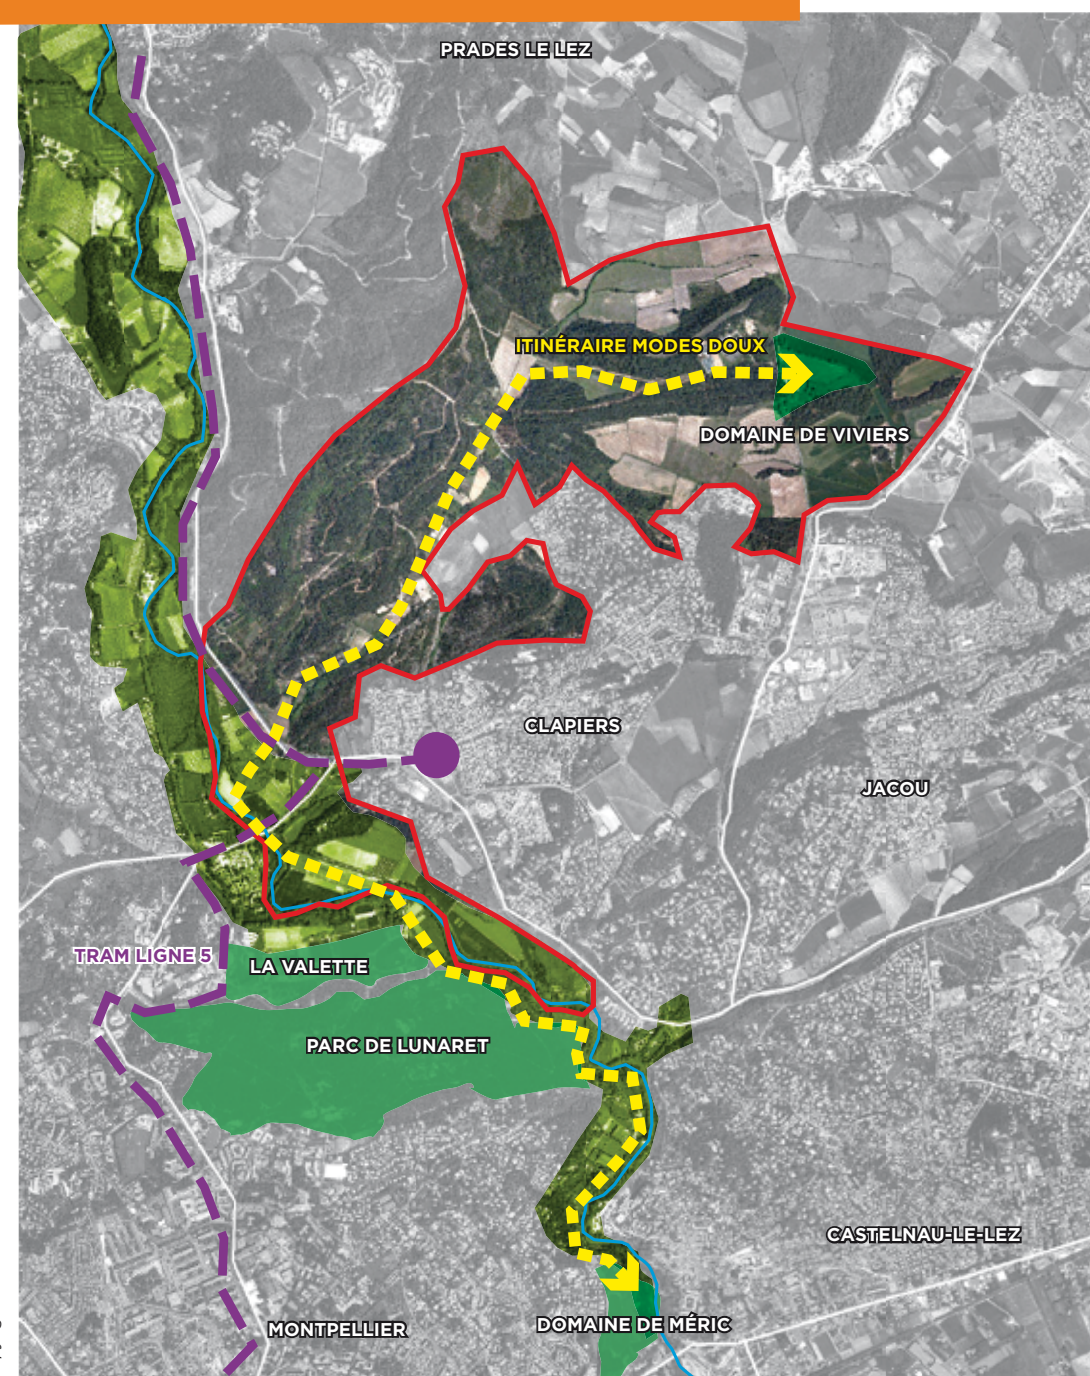 PRADES LE LEZ
ITINÉRAIRE MODES DOUX
DOMAINE DE VIVIERS
CLAPIERS
JACOU
TRAM LIGNE 5
LA VALETTE
PARC DE LUNARET
CASTELNAU-LE-LEZ
DOMAINE DE MÉRIC
MONTPELLIER